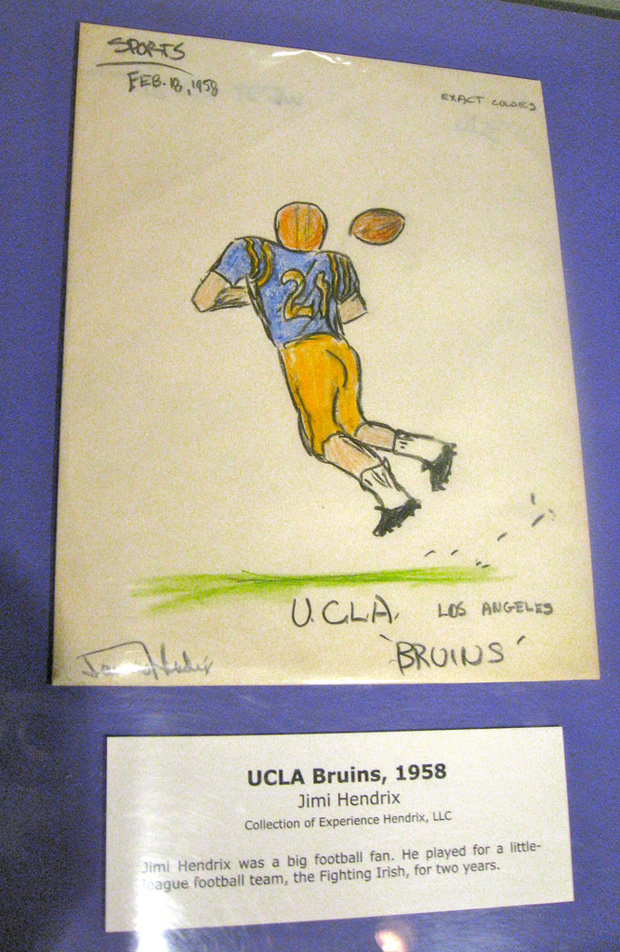 SPORTS
FEB. 18, 1958
EXACT COLORS
21
U.C.L.A. LOS ANGELES
'BRUINS'
UCLA Bruins, 1958
Jimi Hendrix
Collection of Experience Hendrix, LLC
Jimi Hendrix was a big football fan. He played for a little-
league football team, the Fighting Irish, for two years.